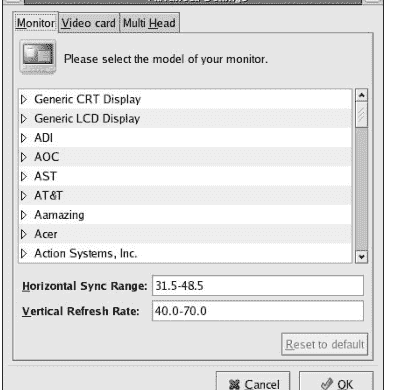 Monitor Video card Multi Head
Please select the model of your monitor.
Generic CRT Display
Generic LCD Display
ADI
AOC
AST
AT&T
Aamazing
Acer
Action Systems, Inc.
Horizontal Sync Range: 31.5-48.5
Vertical Refresh Rate: 40.0-70.0
Reset to default
Cancel OK